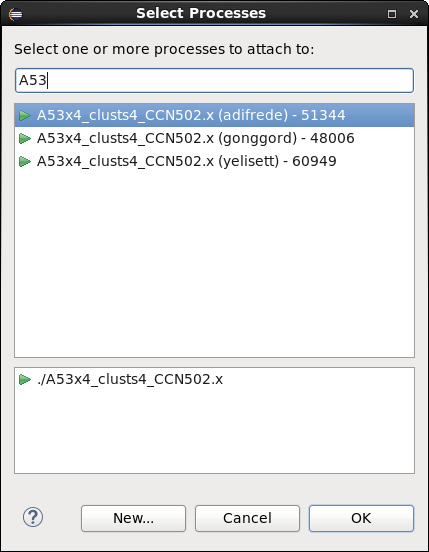 Select Processes
Select one or more processes to attach to:
A53
A53x4_clusts4_CCN502.x (adifrede) - 51344
A53x4_clusts4_CCN502.x (gonggord) - 48006
A53x4_clusts4_CCN502.x (yelisett) - 60949
./A53x4_clusts4_CCN502.x
? New... Cancel OK